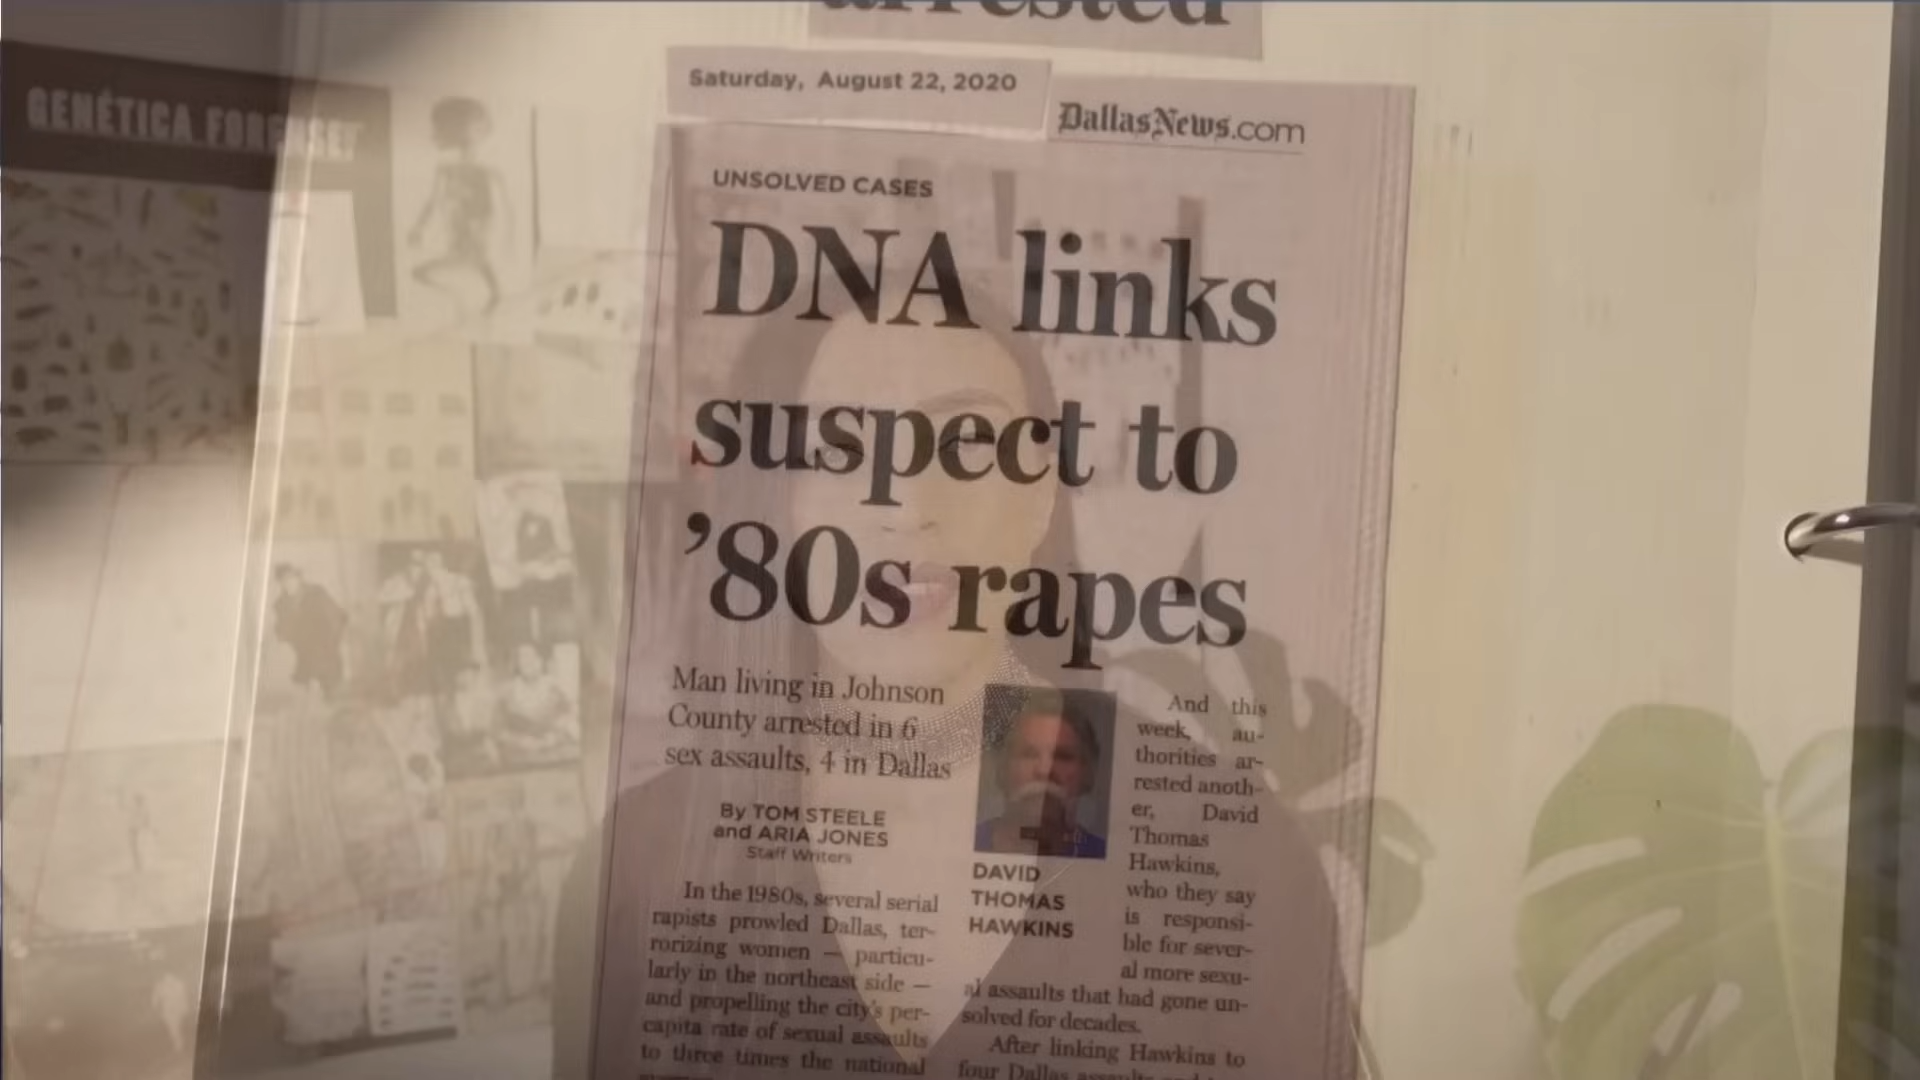 arrested
Saturday, August 22, 2020
DallasNews.com
GENÉTICA FORENSE:
UNSOLVED CASES
DNA links
suspect to
’80s rapes
Man living in Johnson
County arrested in 6
sex assaults, 4 in Dallas
By TOM STEELE
and ARIA JONES
Staff Writers
In the 1980s, several serial
rapists prowled Dallas, ter-
rorizing women — particu-
larly in the northeast side —
and propelling the city's per-
capita rate of sexual assaults
to three times the national
DAVID
THOMAS
HAWKINS
And this
week, au-
thorities ar-
rested anoth-
er, David
Thomas
Hawkins,
who they say
is responsi-
ble for sever-
al more sexu-
al assaults that had gone un-
solved for decades.
After linking Hawkins to
four Dallas assaults